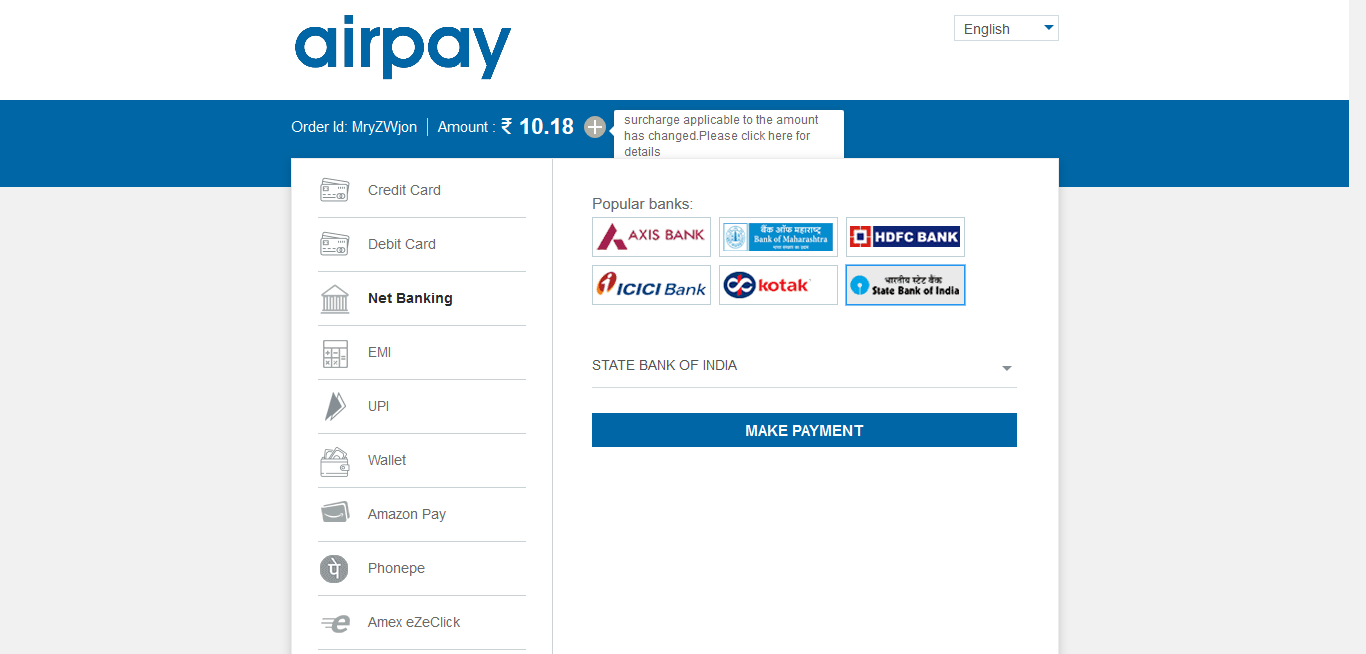 airpay
English
Order Id: MryZWjon
Amount : ₹ 10.18
surcharge applicable to the amount
has changed.Please click here for
details
Credit Card
Debit Card
Net Banking
EMI
UPI
Wallet
Amazon Pay
पे Phonepe
e Amex eZeClick
Popular banks:
AXIS BANK
बैंक ऑफ महाराष्ट्र
Bank of Maharashtra
HDFC BANK
ICICI Bank
kotak
भारतीय स्टेट बैंक
State Bank of India
STATE BANK OF INDIA
MAKE PAYMENT